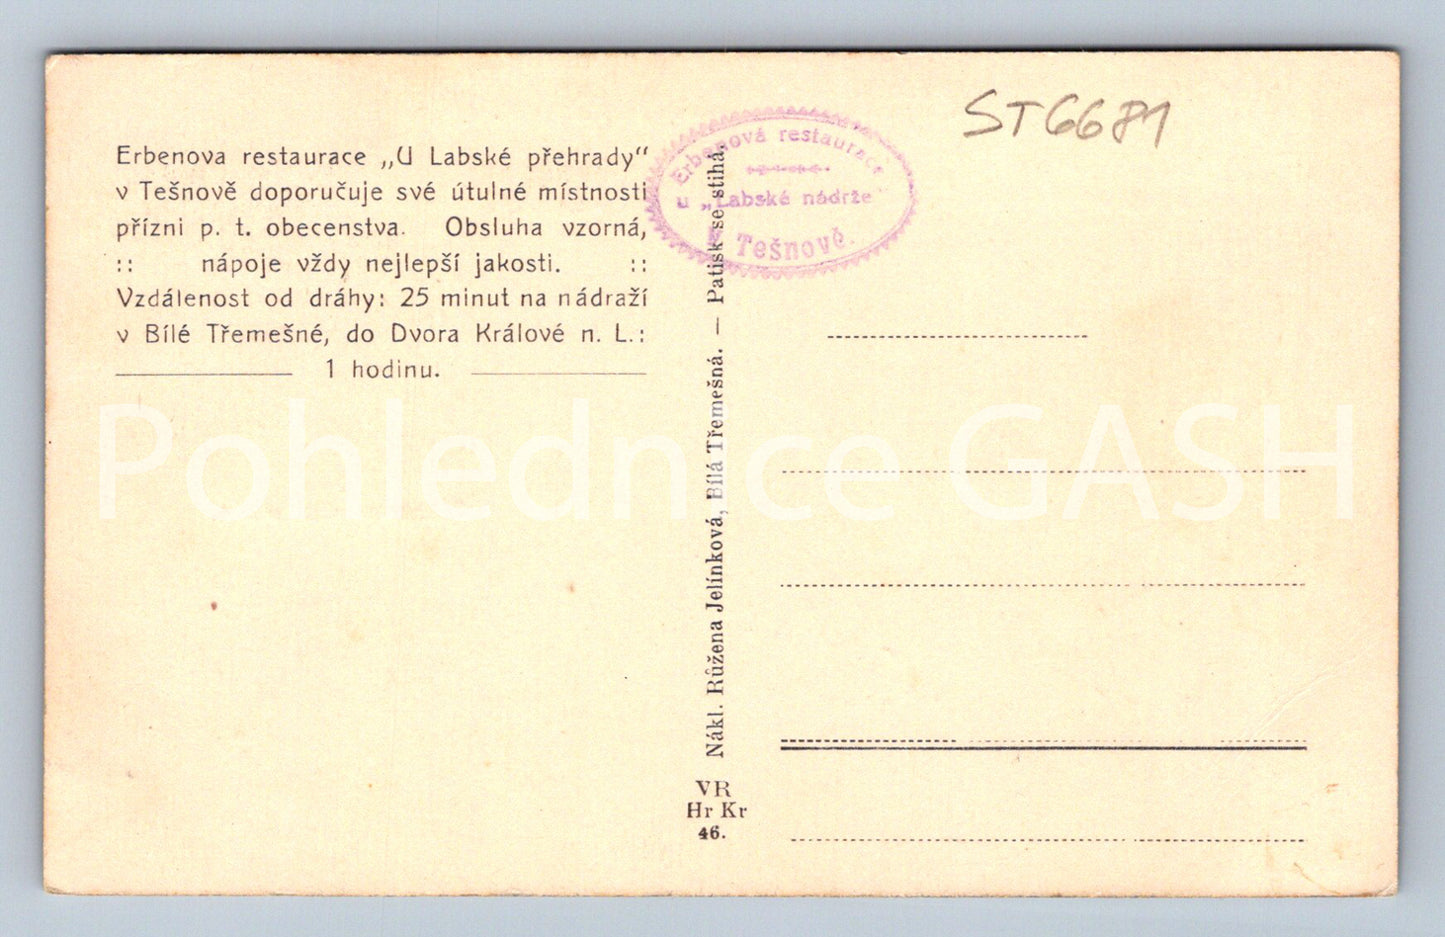 Erbenova restaurace „U Labské přehrady“
v Tešnově doporučuje své útulné místnosti
přízni p. t. obecenstva. Obsluha vzorná,
:: nápoje vždy nejlepší jakosti. ::
Vzdálenost od dráhy: 25 minut na nádraží
v Bílé Třemešné, do Dvora Králové n. L.:
1 hodinu.
Erbenová restaurace
u „Labské nádrže
v Tešnově.
ST6681
Nákl. Růžena Jelínková, Bílá Třemešná. — Patisk se stihá.
VR
Hr Kr
46.
Pohlednice GASH